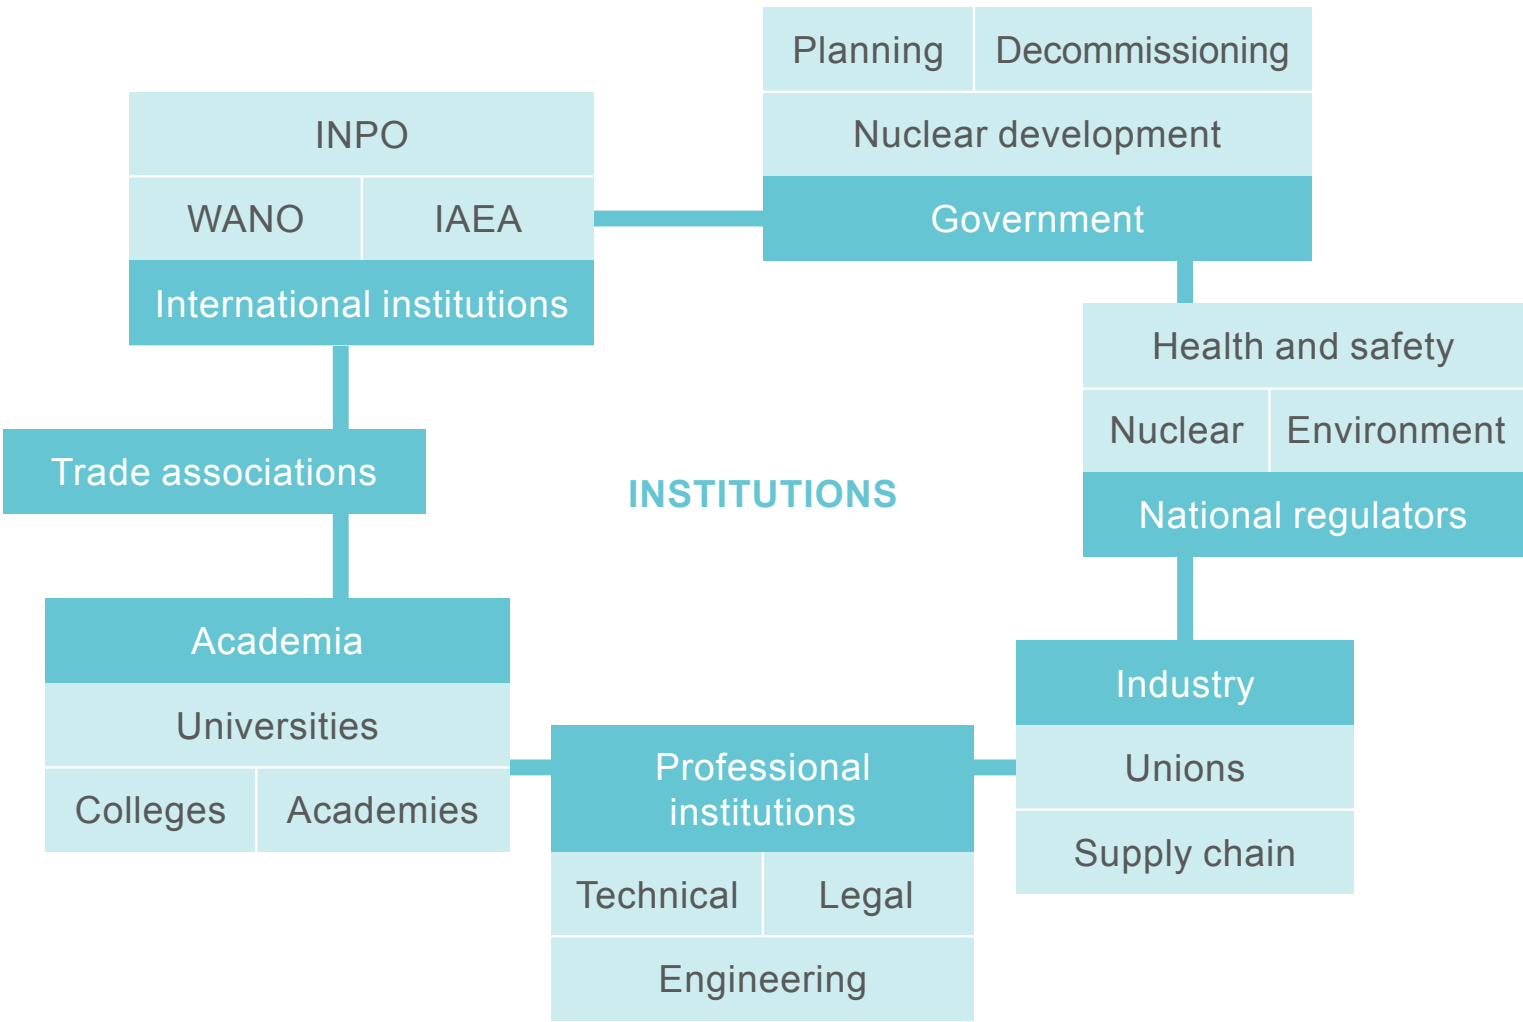 Planning
Decommissioning
Nuclear development
Government
INPO
WANO
IAEA
International institutions
Health and safety
Nuclear
Environment
National regulators
Trade associations
INSTITUTIONS
Academia
Universities
Colleges
Academies
Professional
institutions
Technical
Legal
Engineering
Industry
Unions
Supply chain